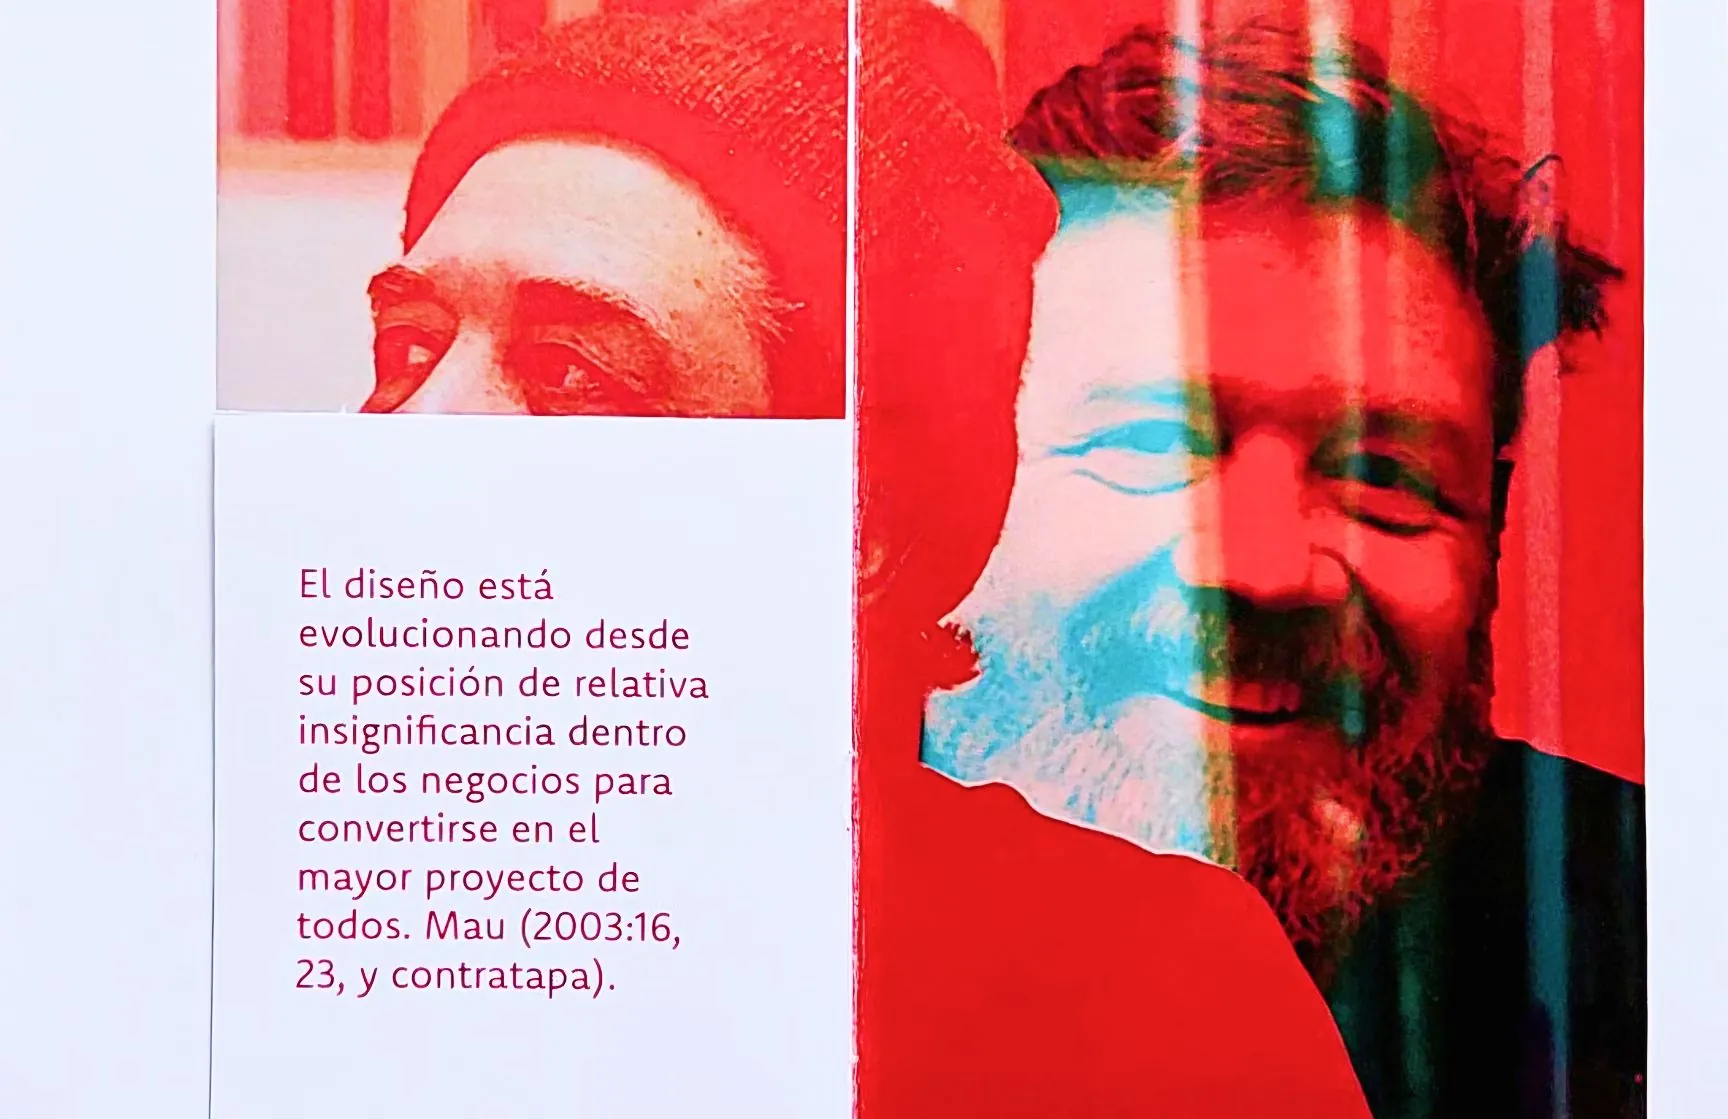 El diseño está
evolucionando desde
su posición de relativa
insignificancia dentro
de los negocios para
convertirse en el
mayor proyecto de
todos. Mau (2003:16,
23, y contratapa).